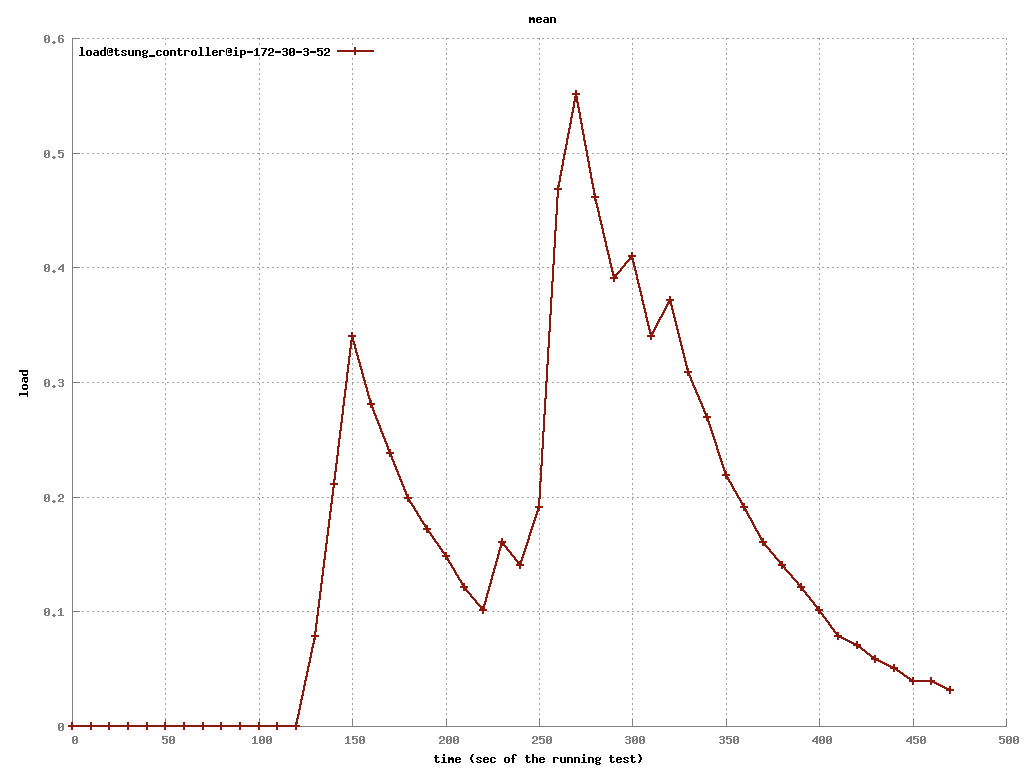 mean
0.6
load@tsung_controller@ip-172-30-3-52
0.5
0.4
0.3
load
0.2
0.1
0
0 50 100 150 200 250 300 350 400 450 500
time (sec of the running test)